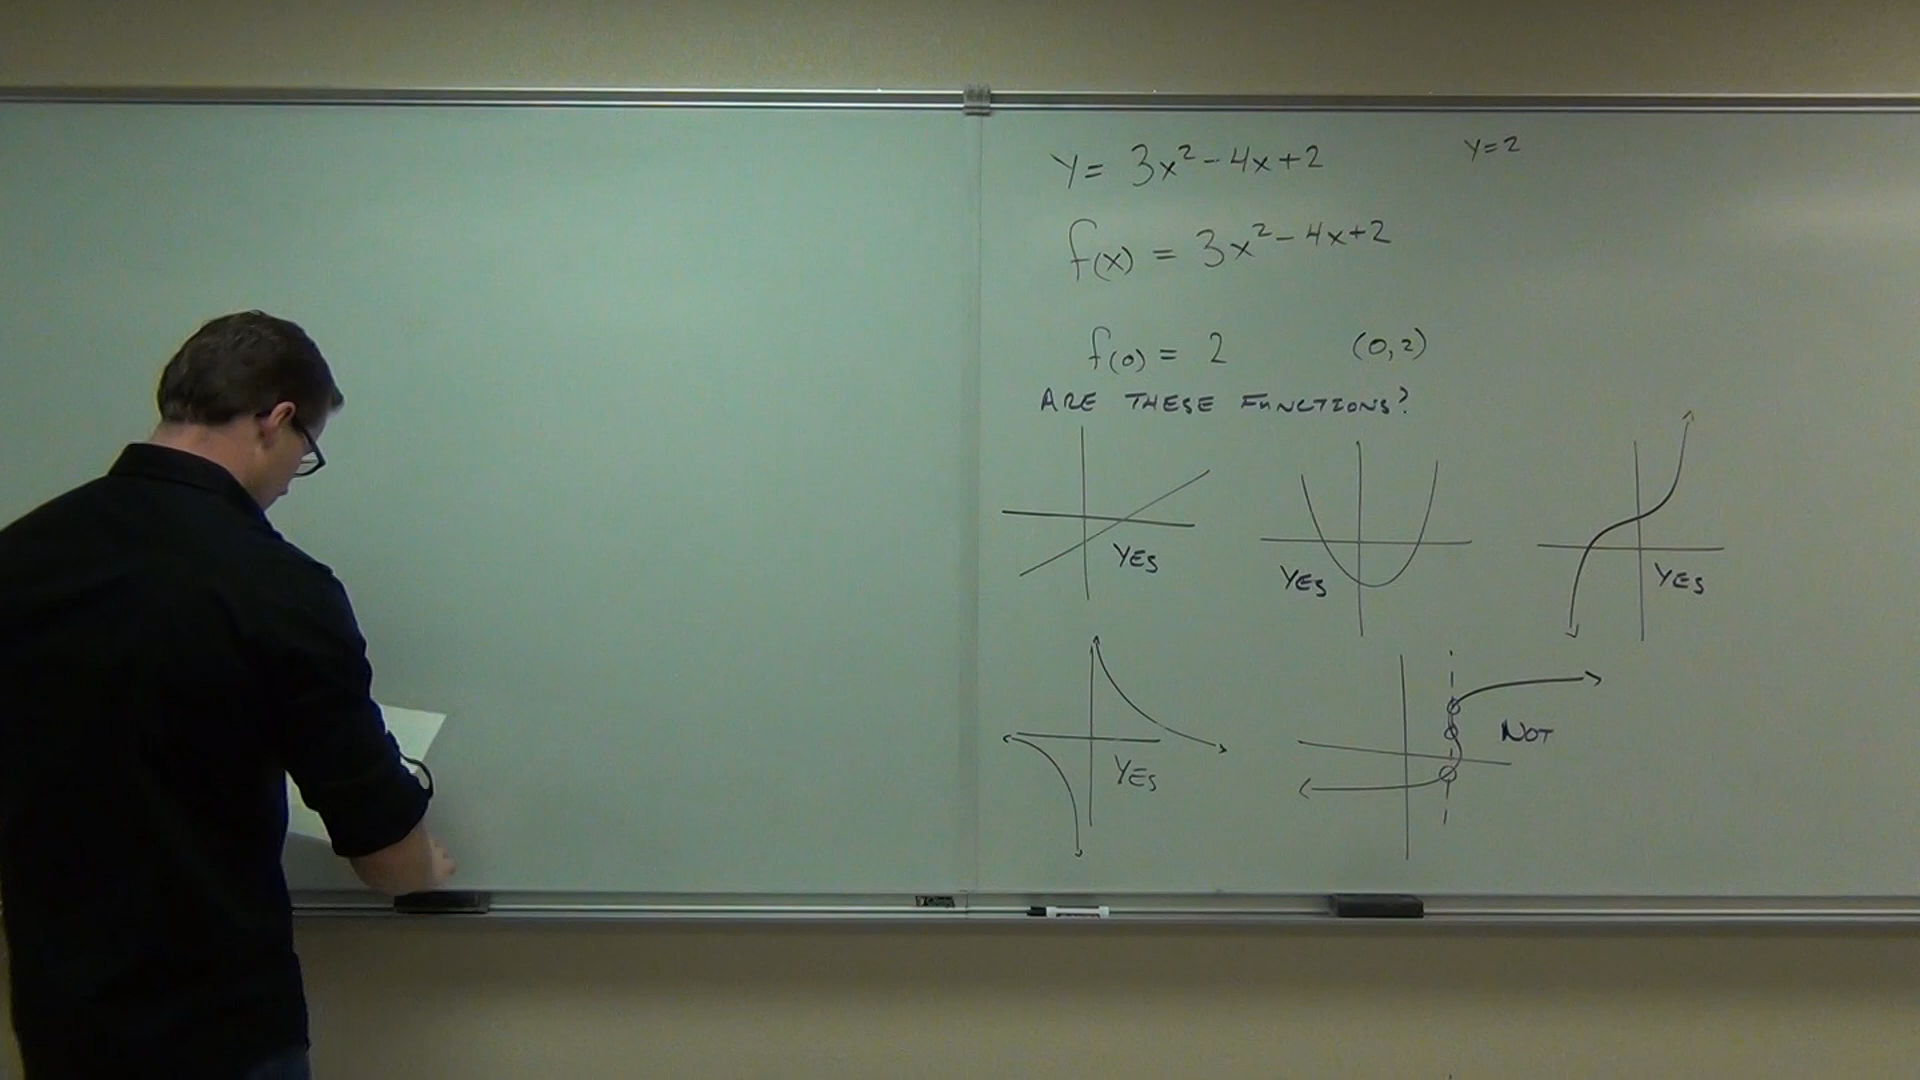 y = 3x² - 4x + 2
y = 2
f(x) = 3x² - 4x + 2
f(0) = 2
(0, 2)
ARE THESE FUNCTIONS?
YES
YES
YES
YES
NOT